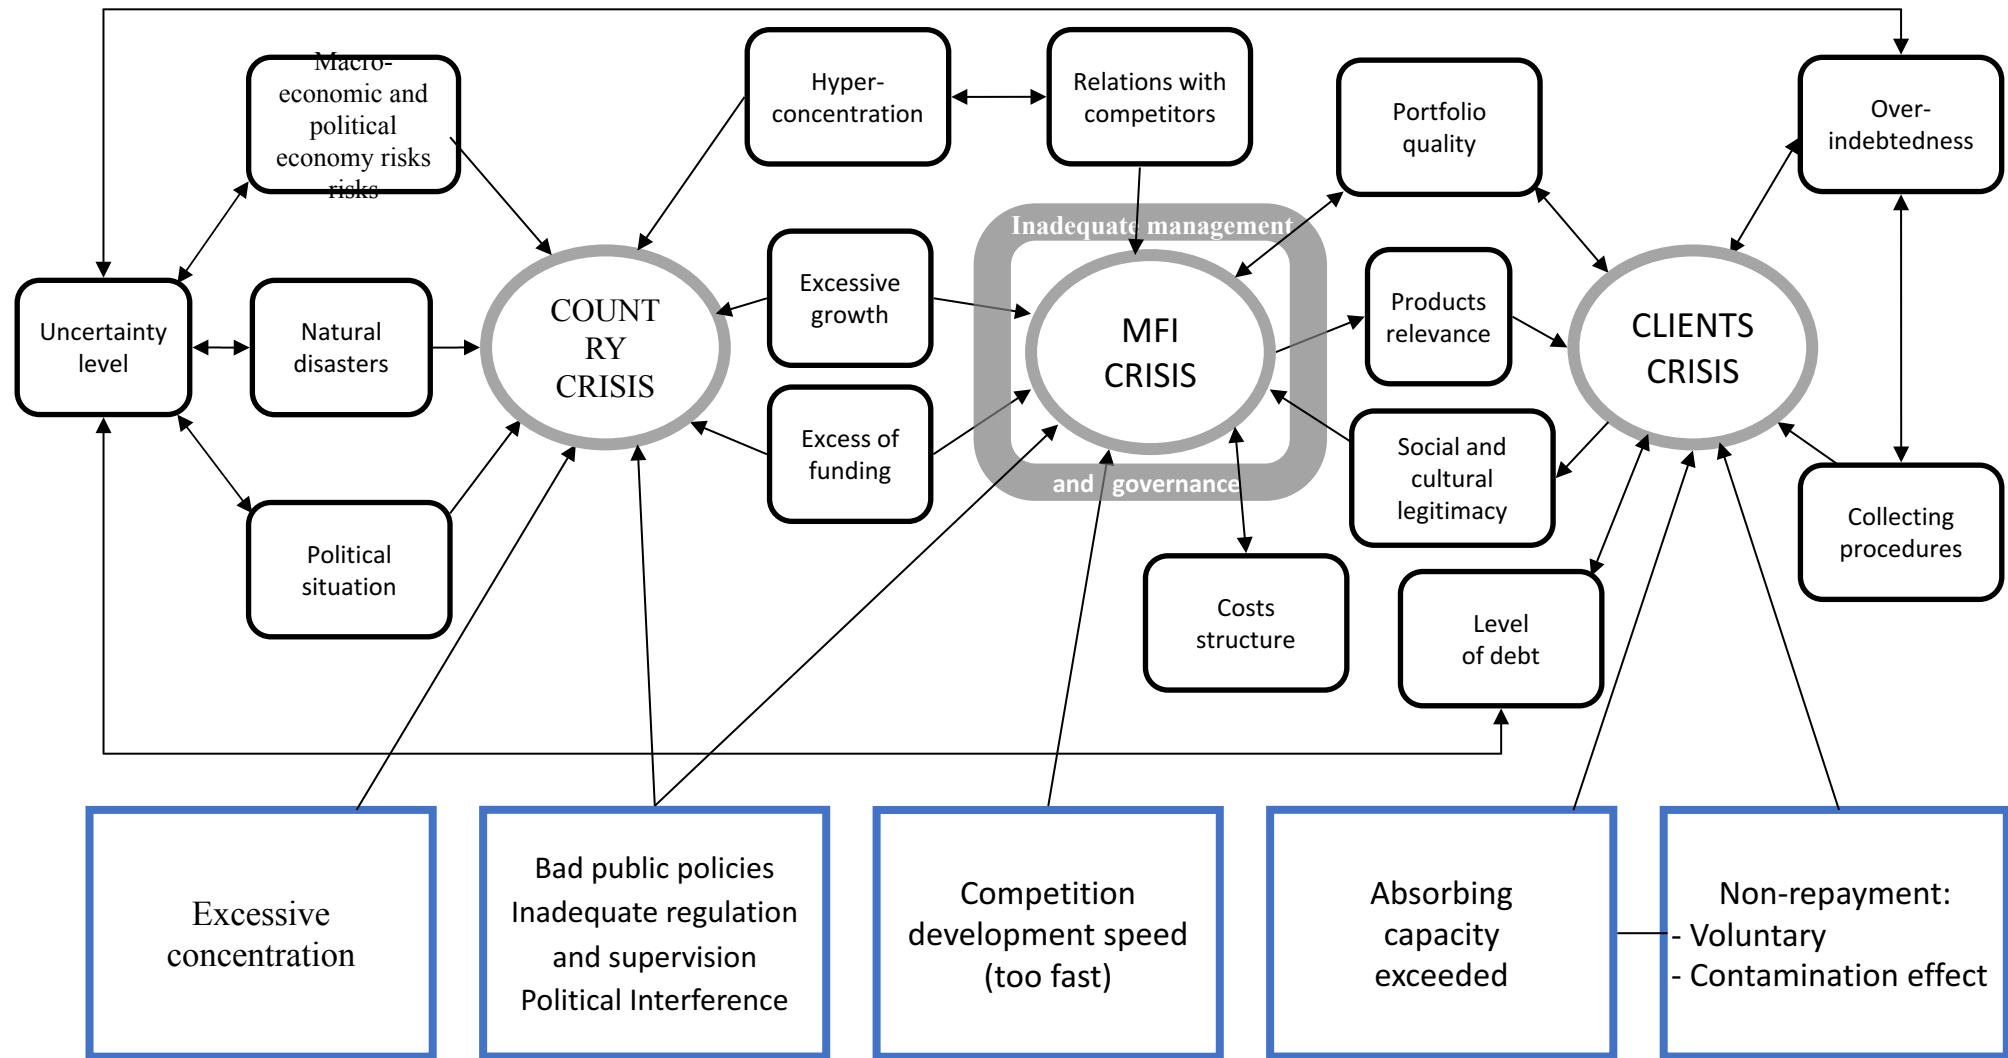 Macro-
economic and
political
economy risks
risks
Hyper-
concentration
Relations with
competitors
Portfolio
quality
Over-
indebtedness
Inadequate management
Uncertainty
level
Natural
disasters
COUNT
RY
CRISIS
Excessive
growth
MFI
CRISIS
Products
relevance
CLIENTS
CRISIS
Excess of
funding
and governance
Social and
cultural
legitimacy
Collecting
procedures
Political
situation
Costs
structure
Level
of debt
Excessive
concentration
Bad public policies
Inadequate regulation
and supervision
Political Interference
Competition
development speed
(too fast)
Absorbing
capacity
exceeded
Non-repayment:
- Voluntary
- Contamination effect